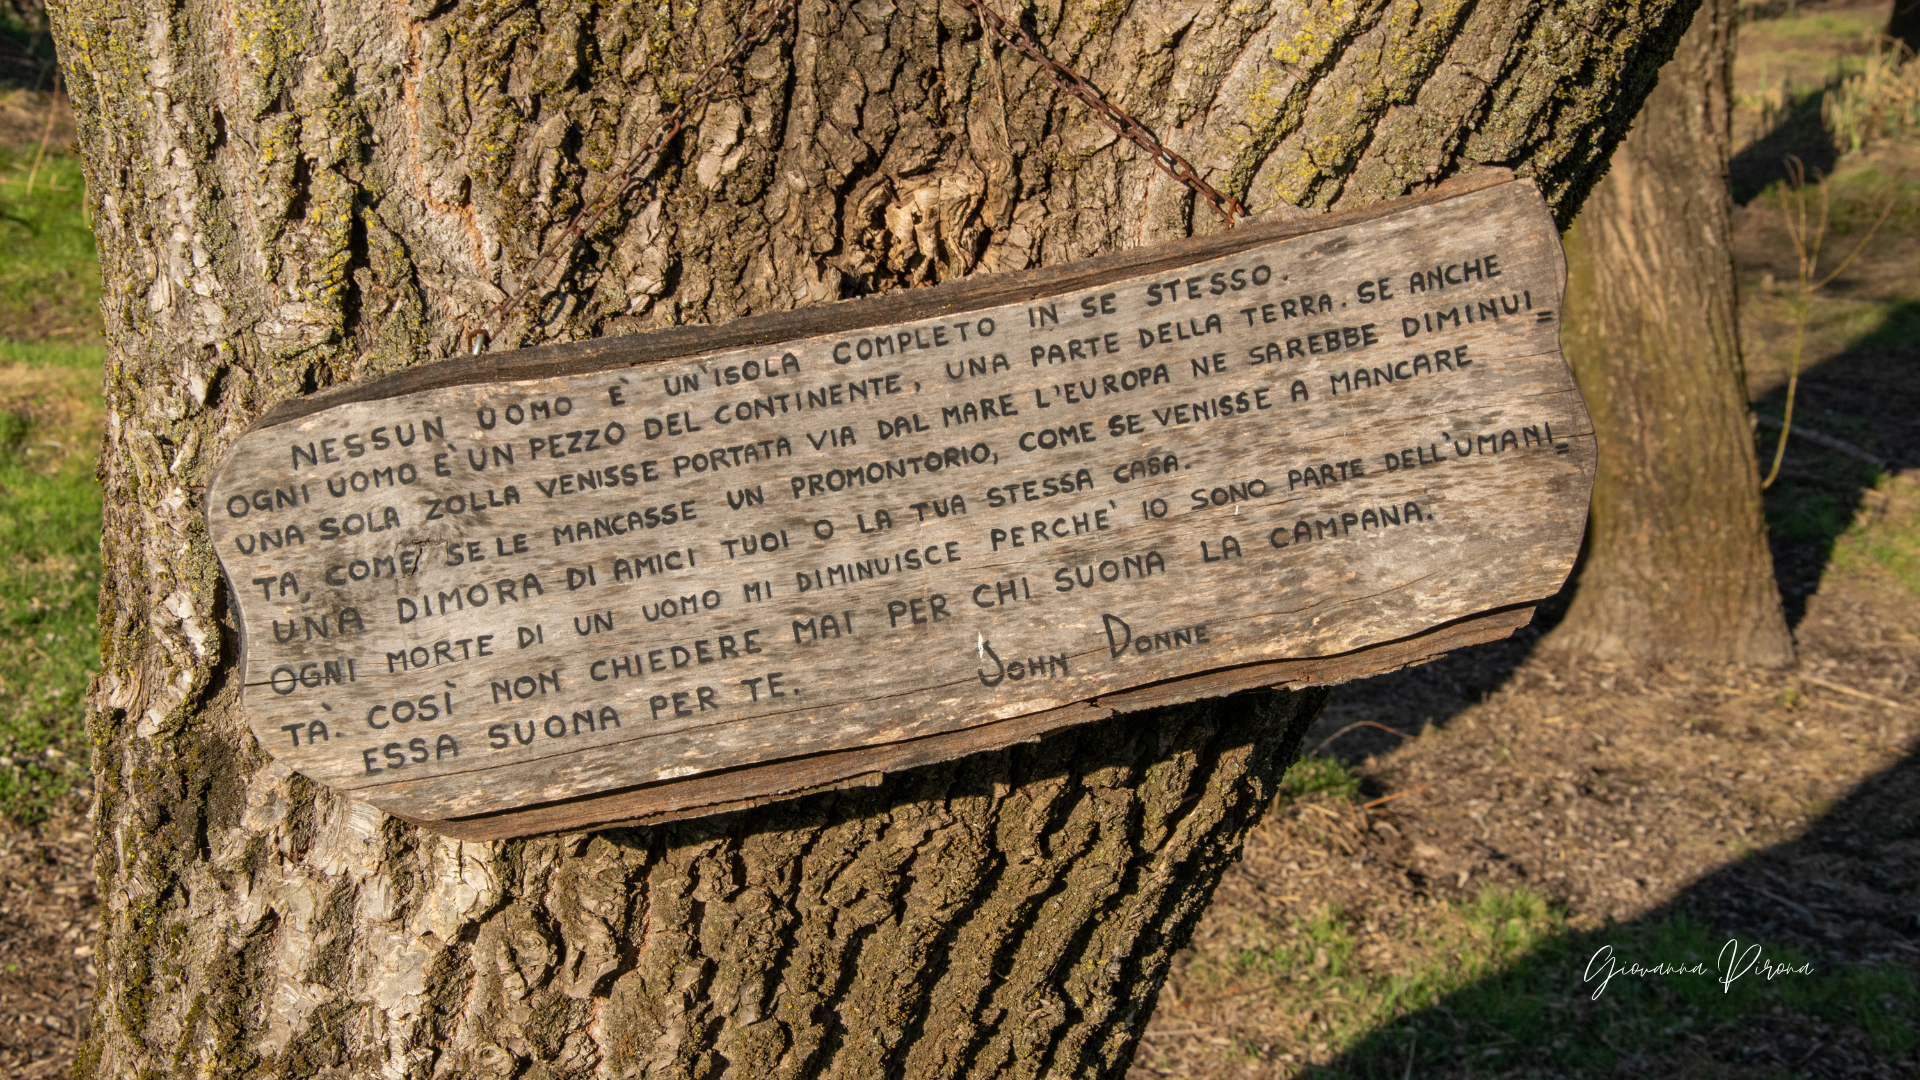 NESSUN UOMO E` UN'ISOLA COMPLETO IN SE STESSO.
OGNI UOMO E` UN PEZZO DEL CONTINENTE, UNA PARTE DELLA TERRA. SE ANCHE
UNA SOLA ZOLLA VENISSE PORTATA VIA DAL MARE L'EUROPA NE SAREBBE DIMINUI=
TA, COME SE LE MANCASSE UN PROMONTORIO, COME SE VENISSE A MANCARE
UNA DIMORA DI AMICI TUOI O LA TUA STESSA CASA.
OGNI MORTE DI UN UOMO MI DIMINUISCE PERCHE` IO SONO PARTE DELL'UMANI=
TA`. COSÌ NON CHIEDERE MAI PER CHI SUONA LA CAMPANA:
ESSA SUONA PER TE.
JOHN DONNE
Giovanna Pirona